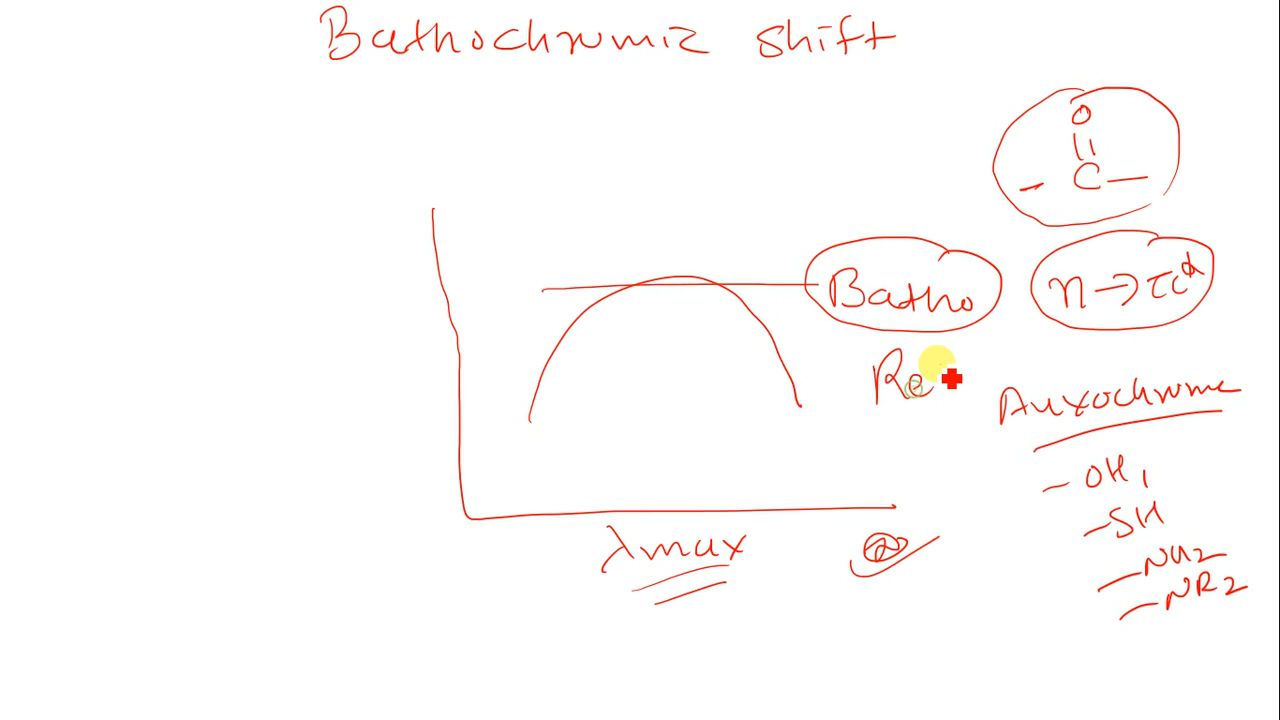 Bathochromic shift
O
||
- C -
Batho
n → π*
Re
Auxochrome
- OH,
- SH
- NH2
- NR2
λmax